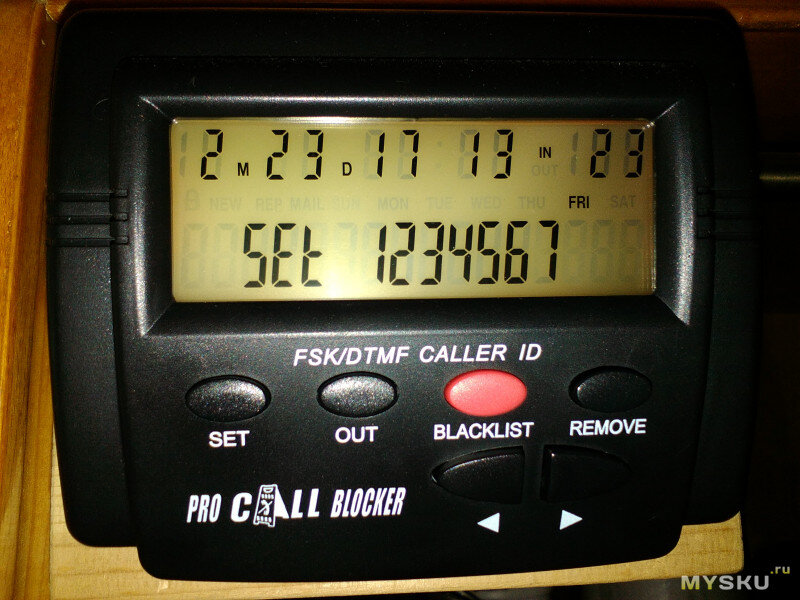 2 M 23 D 17 13 IN OUT 23
NEW REP MAIL SUN MON TUE WED THU FRI SAT
SEt 1234567
FSK/DTMF CALLER ID
SET OUT BLACKLIST REMOVE
PRO CALL BLOCKER
MYSKU.ru